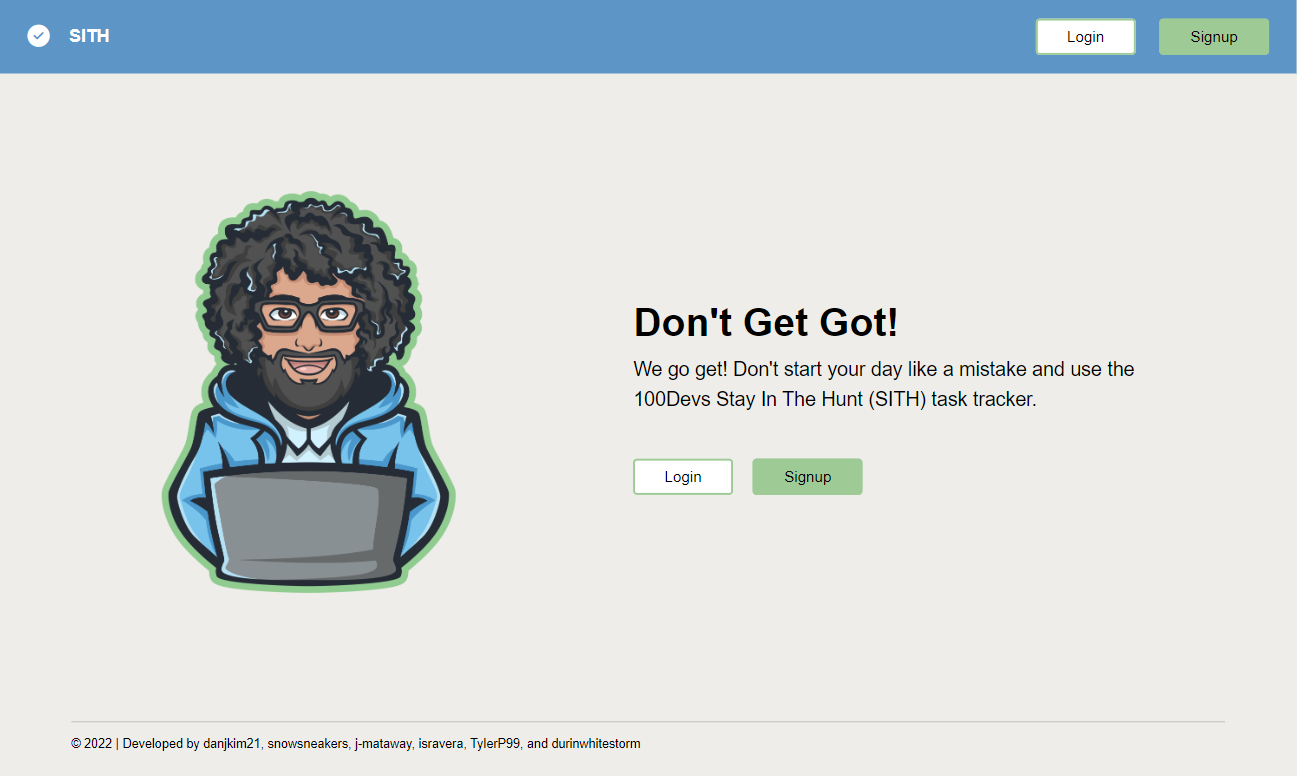 SITH
Login
Signup
Don't Get Got!
We go get! Don't start your day like a mistake and use the
100Devs Stay In The Hunt (SITH) task tracker.
Login
Signup
© 2022 | Developed by danjkim21, snowsneakers, j-mataway, isravera, TylerP99, and durinwhitestorm